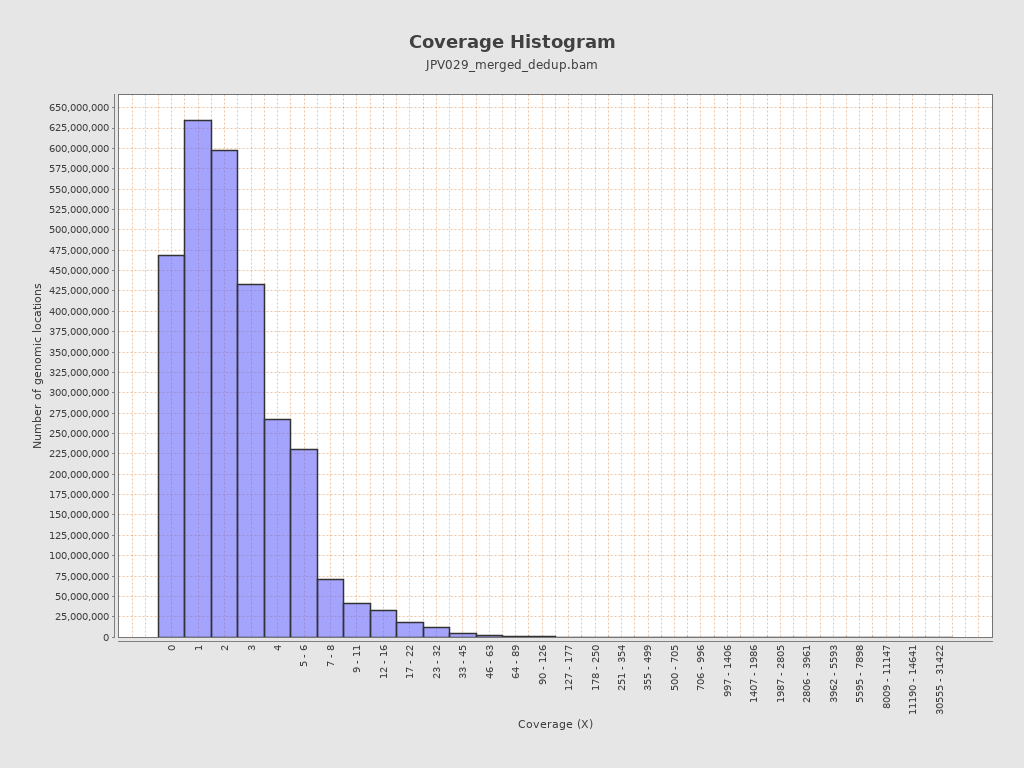 Coverage Histogram
JPV029_merged_dedup.bam
Number of genomic locations
650,000,000
625,000,000
600,000,000
575,000,000
550,000,000
525,000,000
500,000,000
475,000,000
450,000,000
425,000,000
400,000,000
375,000,000
350,000,000
325,000,000
300,000,000
275,000,000
250,000,000
225,000,000
200,000,000
175,000,000
150,000,000
125,000,000
100,000,000
75,000,000
50,000,000
25,000,000
0
0
1
2
3
4
5 - 6
7 - 8
9 - 11
12 - 16
17 - 22
23 - 32
33 - 45
46 - 63
64 - 89
90 - 126
127 - 177
178 - 250
251 - 354
355 - 499
500 - 705
706 - 996
997 - 1406
1407 - 1986
1987 - 2805
2806 - 3961
3962 - 5593
5595 - 7898
8009 - 11147
11190 - 14641
30555 - 31422
Coverage (X)